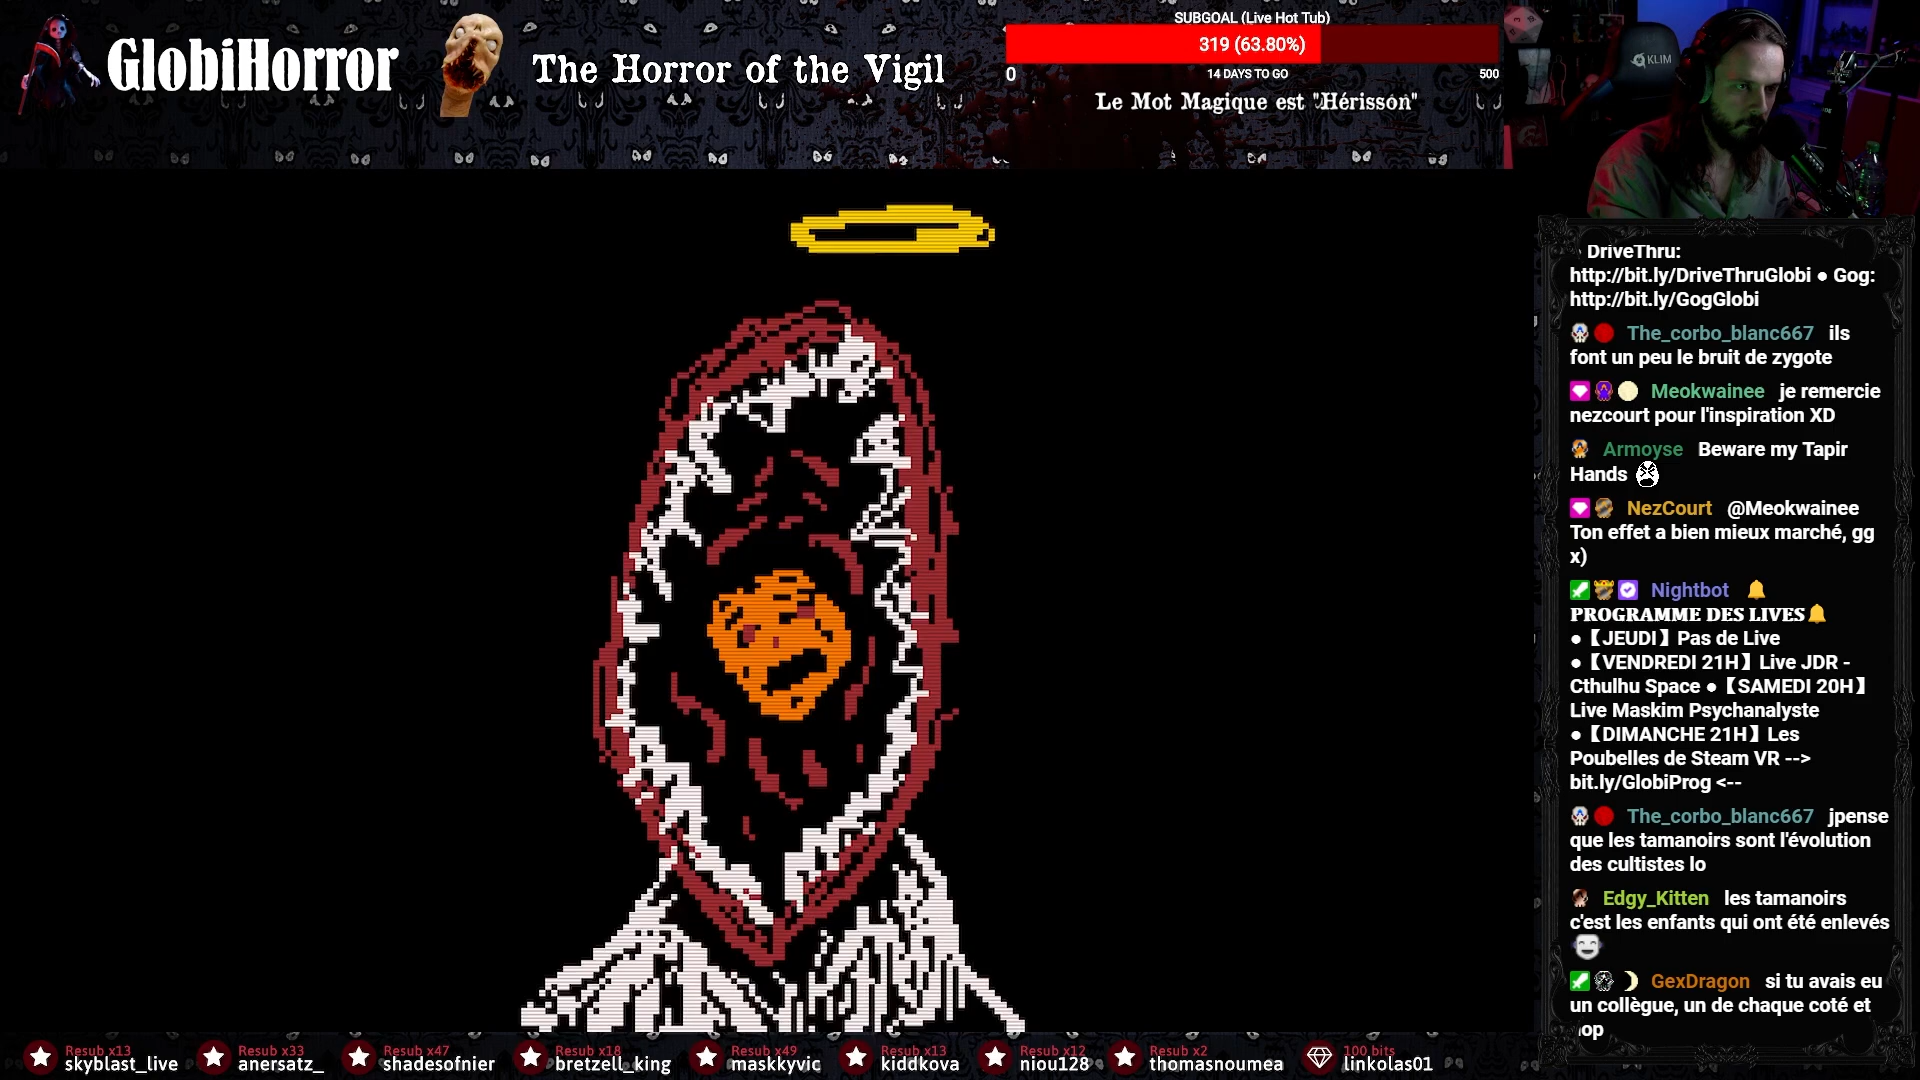 GlobiHorror
The Horror of the Vigil
SUBGOAL (Live Hot Tub)
319 (63.80%)
0
14 DAYS TO GO
500
Le Mot Magique est "Hérisson"
KLIM
DriveThru:
http://bit.ly/DriveThruGlobi ● Gog:
http://bit.ly/GogGlobi
The_corbo_blanc667 ils
font un peu le bruit de zygote
Meokwainee je remercie
nezcourt pour l'inspiration XD
Armoyse Beware my Tapir
Hands
NezCourt @Meokwainee
Ton effet a bien mieux marché, gg
x)
Nightbot 🔔
PROGRAMME DES LIVES🔔
●【JEUDI】Pas de Live
●【VENDREDI 21H】Live JDR -
Cthulhu Space ●【SAMEDI 20H】
Live Maskim Psychanalyste
●【DIMANCHE 21H】Les
Poubelles de Steam VR -->
bit.ly/GlobiProg <--
The_corbo_blanc667 jpense
que les tamanoirs sont l'évolution
des cultistes lo
Edgy_Kitten les tamanoirs
c'est les enfants qui ont été enlevés
GexDragon si tu avais eu
un collègue, un de chaque coté et
Resub x13
skyblast_live
Resub x33
anersatz_
Resub x47
shadesofnier
Resub x18
bretzell_king
Resub x49
maskkyvic
Resub x13
kiddkova
Resub x12
niou128
Resub x2
thomasnoumea
100 bits
linkolas01